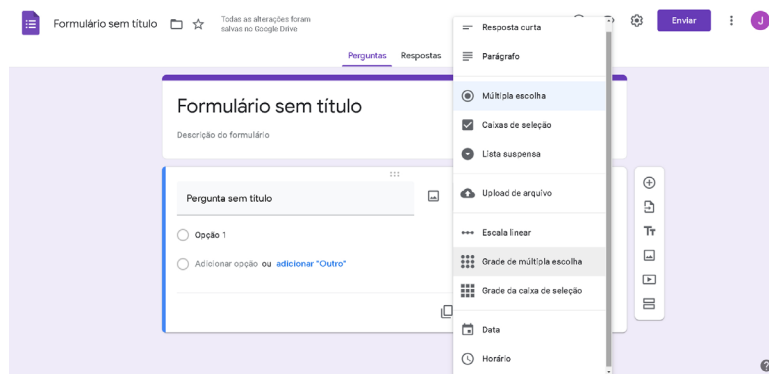 Formulário sem título
Todas as alterações foram
salvas no Google Drive
Enviar
J
Perguntas Respostas
Formulário sem título
Descrição do formulário
Pergunta sem título
Opção 1
Adicionar opção ou adicionar "Outro"
Resposta curta
Parágrafo
Múltipla escolha
Caixas de seleção
Lista suspensa
Upload de arquivo
Escala linear
Grade de múltipla escolha
Grade da caixa de seleção
Data
Horário
Tт